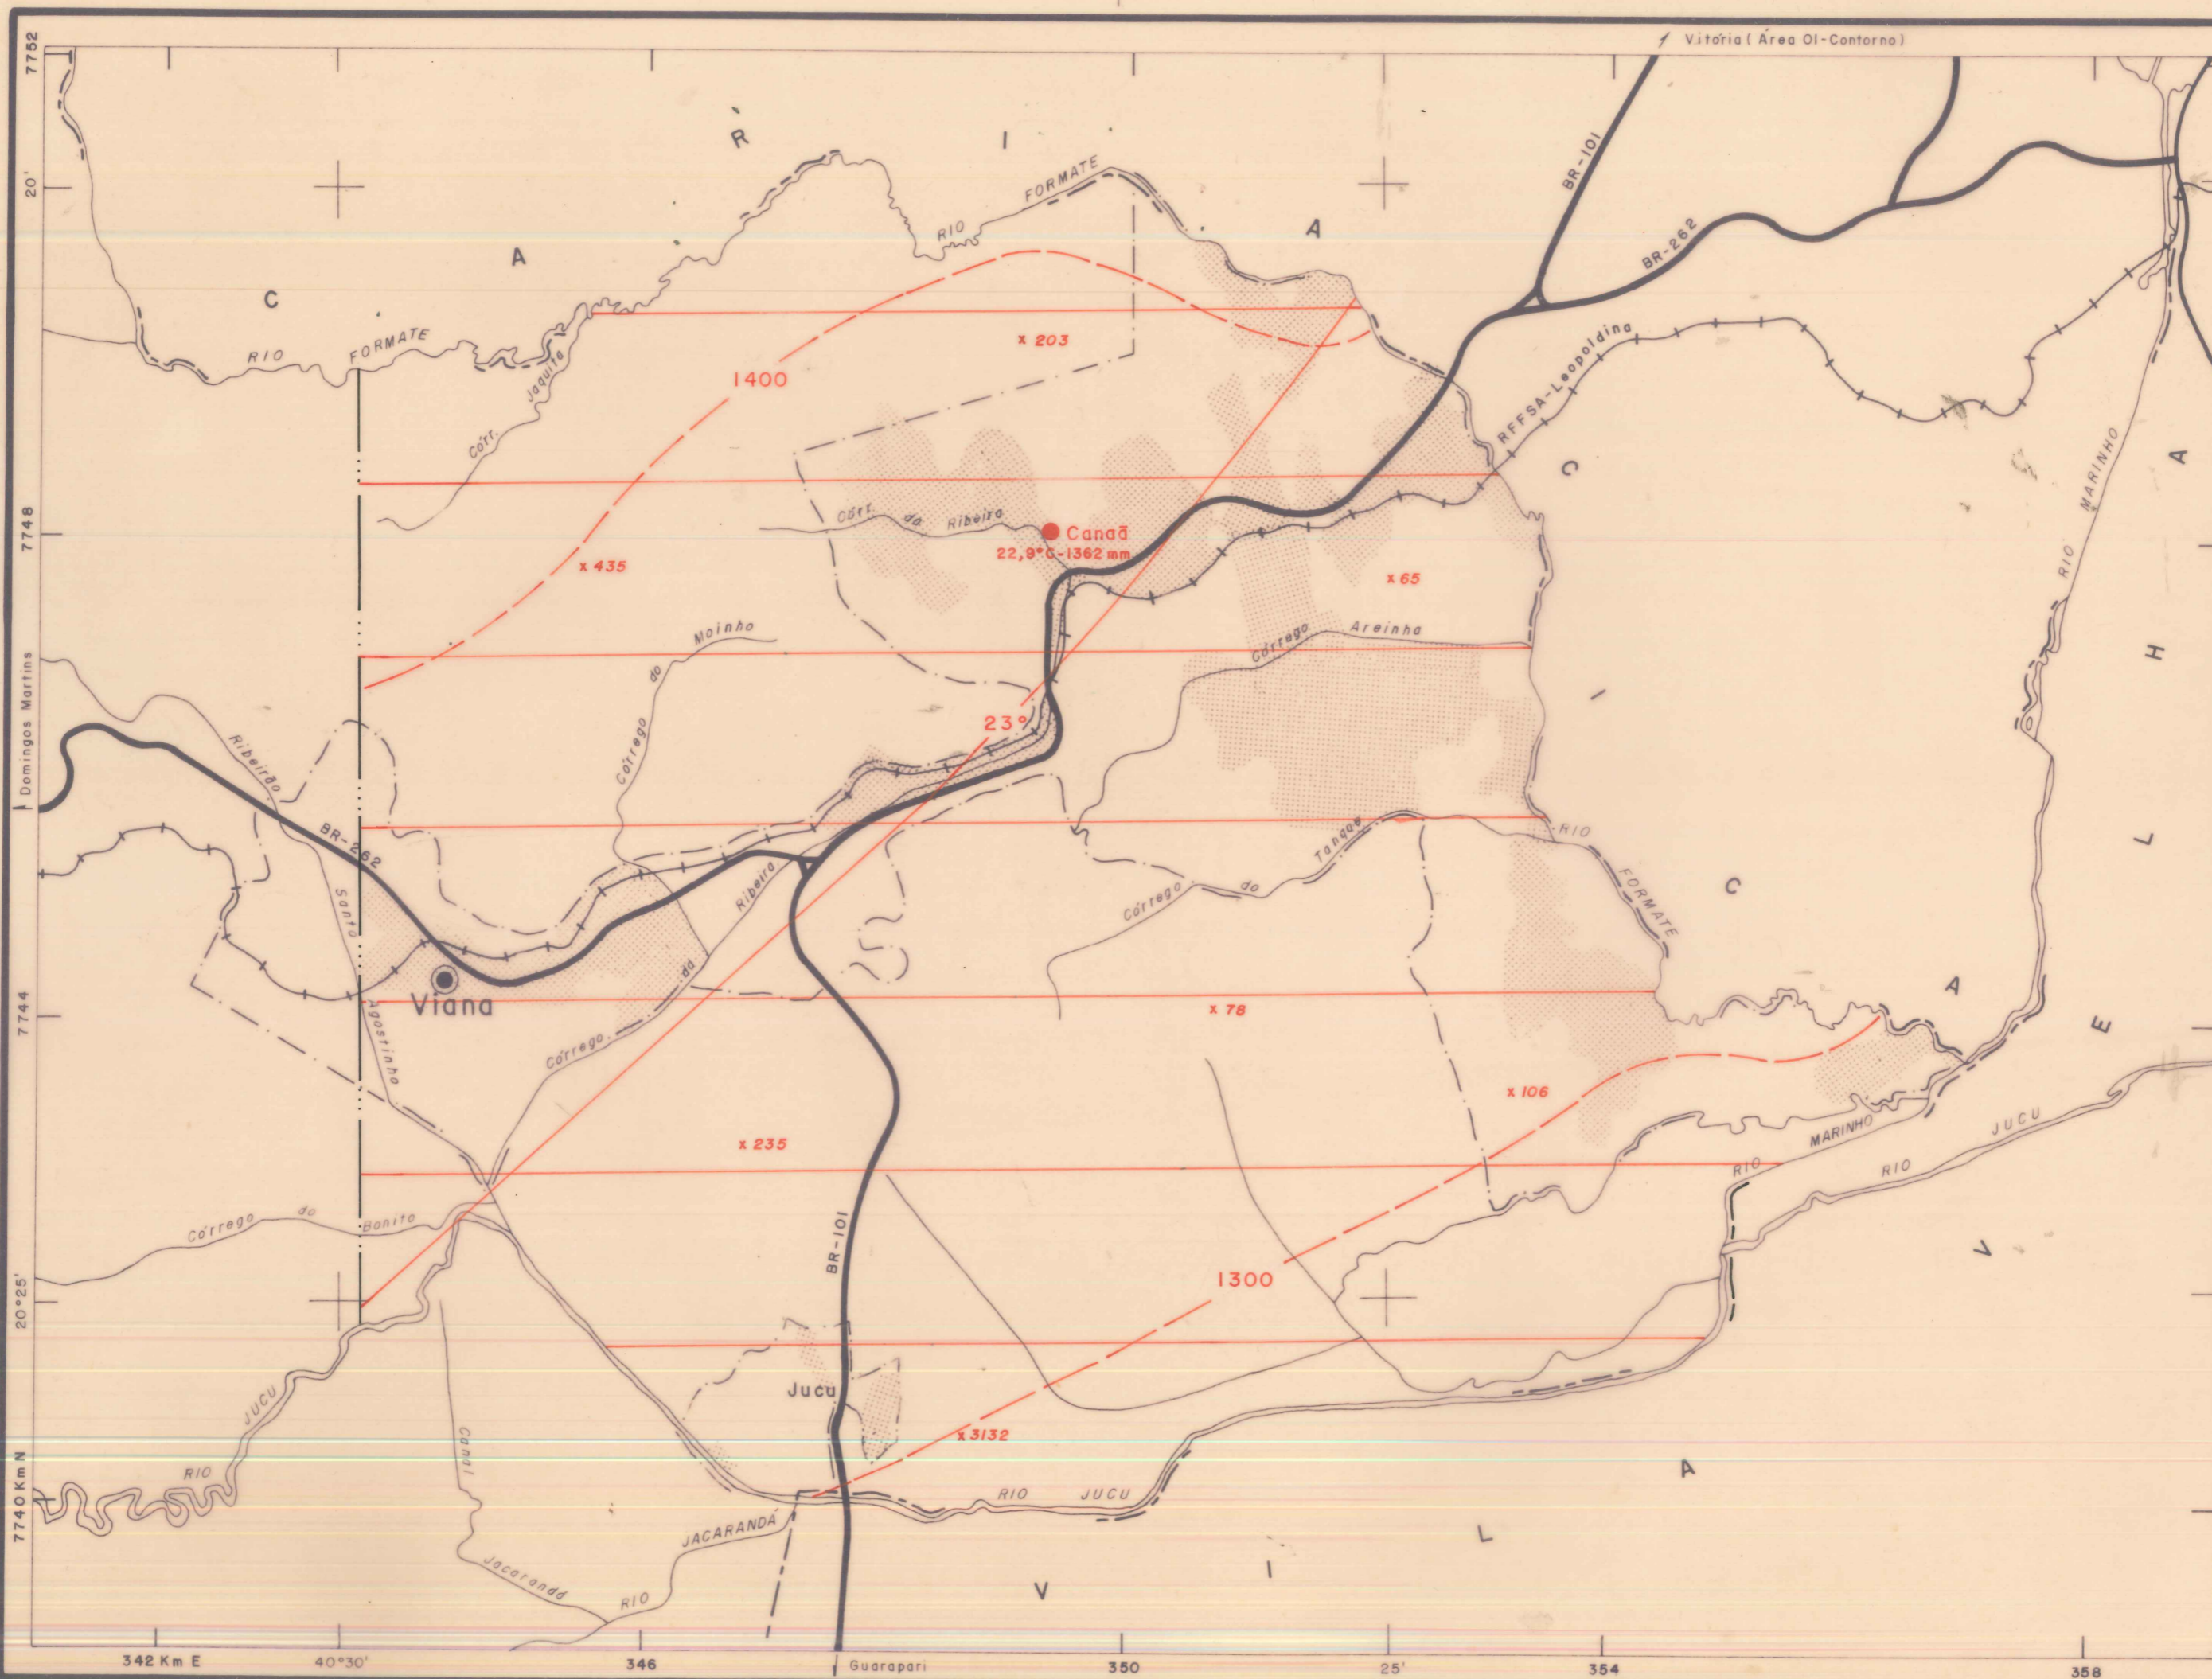 Vitória ( Área 01-Contorno)
7752
20'
7748
Domingos Martins
7744
20°25'
7740 Km N
342 Km E
40°30'
346
Guarapari
350
25'
354
358
C A R I A C I C A
V I L A V E L H A
RIO FORMATE
RIO FORMATE
BR-101
BR-262
RFFSA-Leopoldina
RIO MARINHO
Córr. Jaquita
1400
x 203
Córr. da Ribeira
Canaã
22,9°C-1362 mm
x 435
x 65
Córrego do Moinho
Córrego Areinha
23°
Ribeirão Santo Agostinho
BR-262
Córrego da Ribeira
Córrego do Tanque
RIO FORMATE
Viana
x 78
x 106
x 235
RIO MARINHO
RIO JUCU
Córrego do Bonito
BR-101
1300
Jucu
x 3132
RIO JUCU
RIO JUCU
Canal Jacarandá
RIO JACARANDÁ